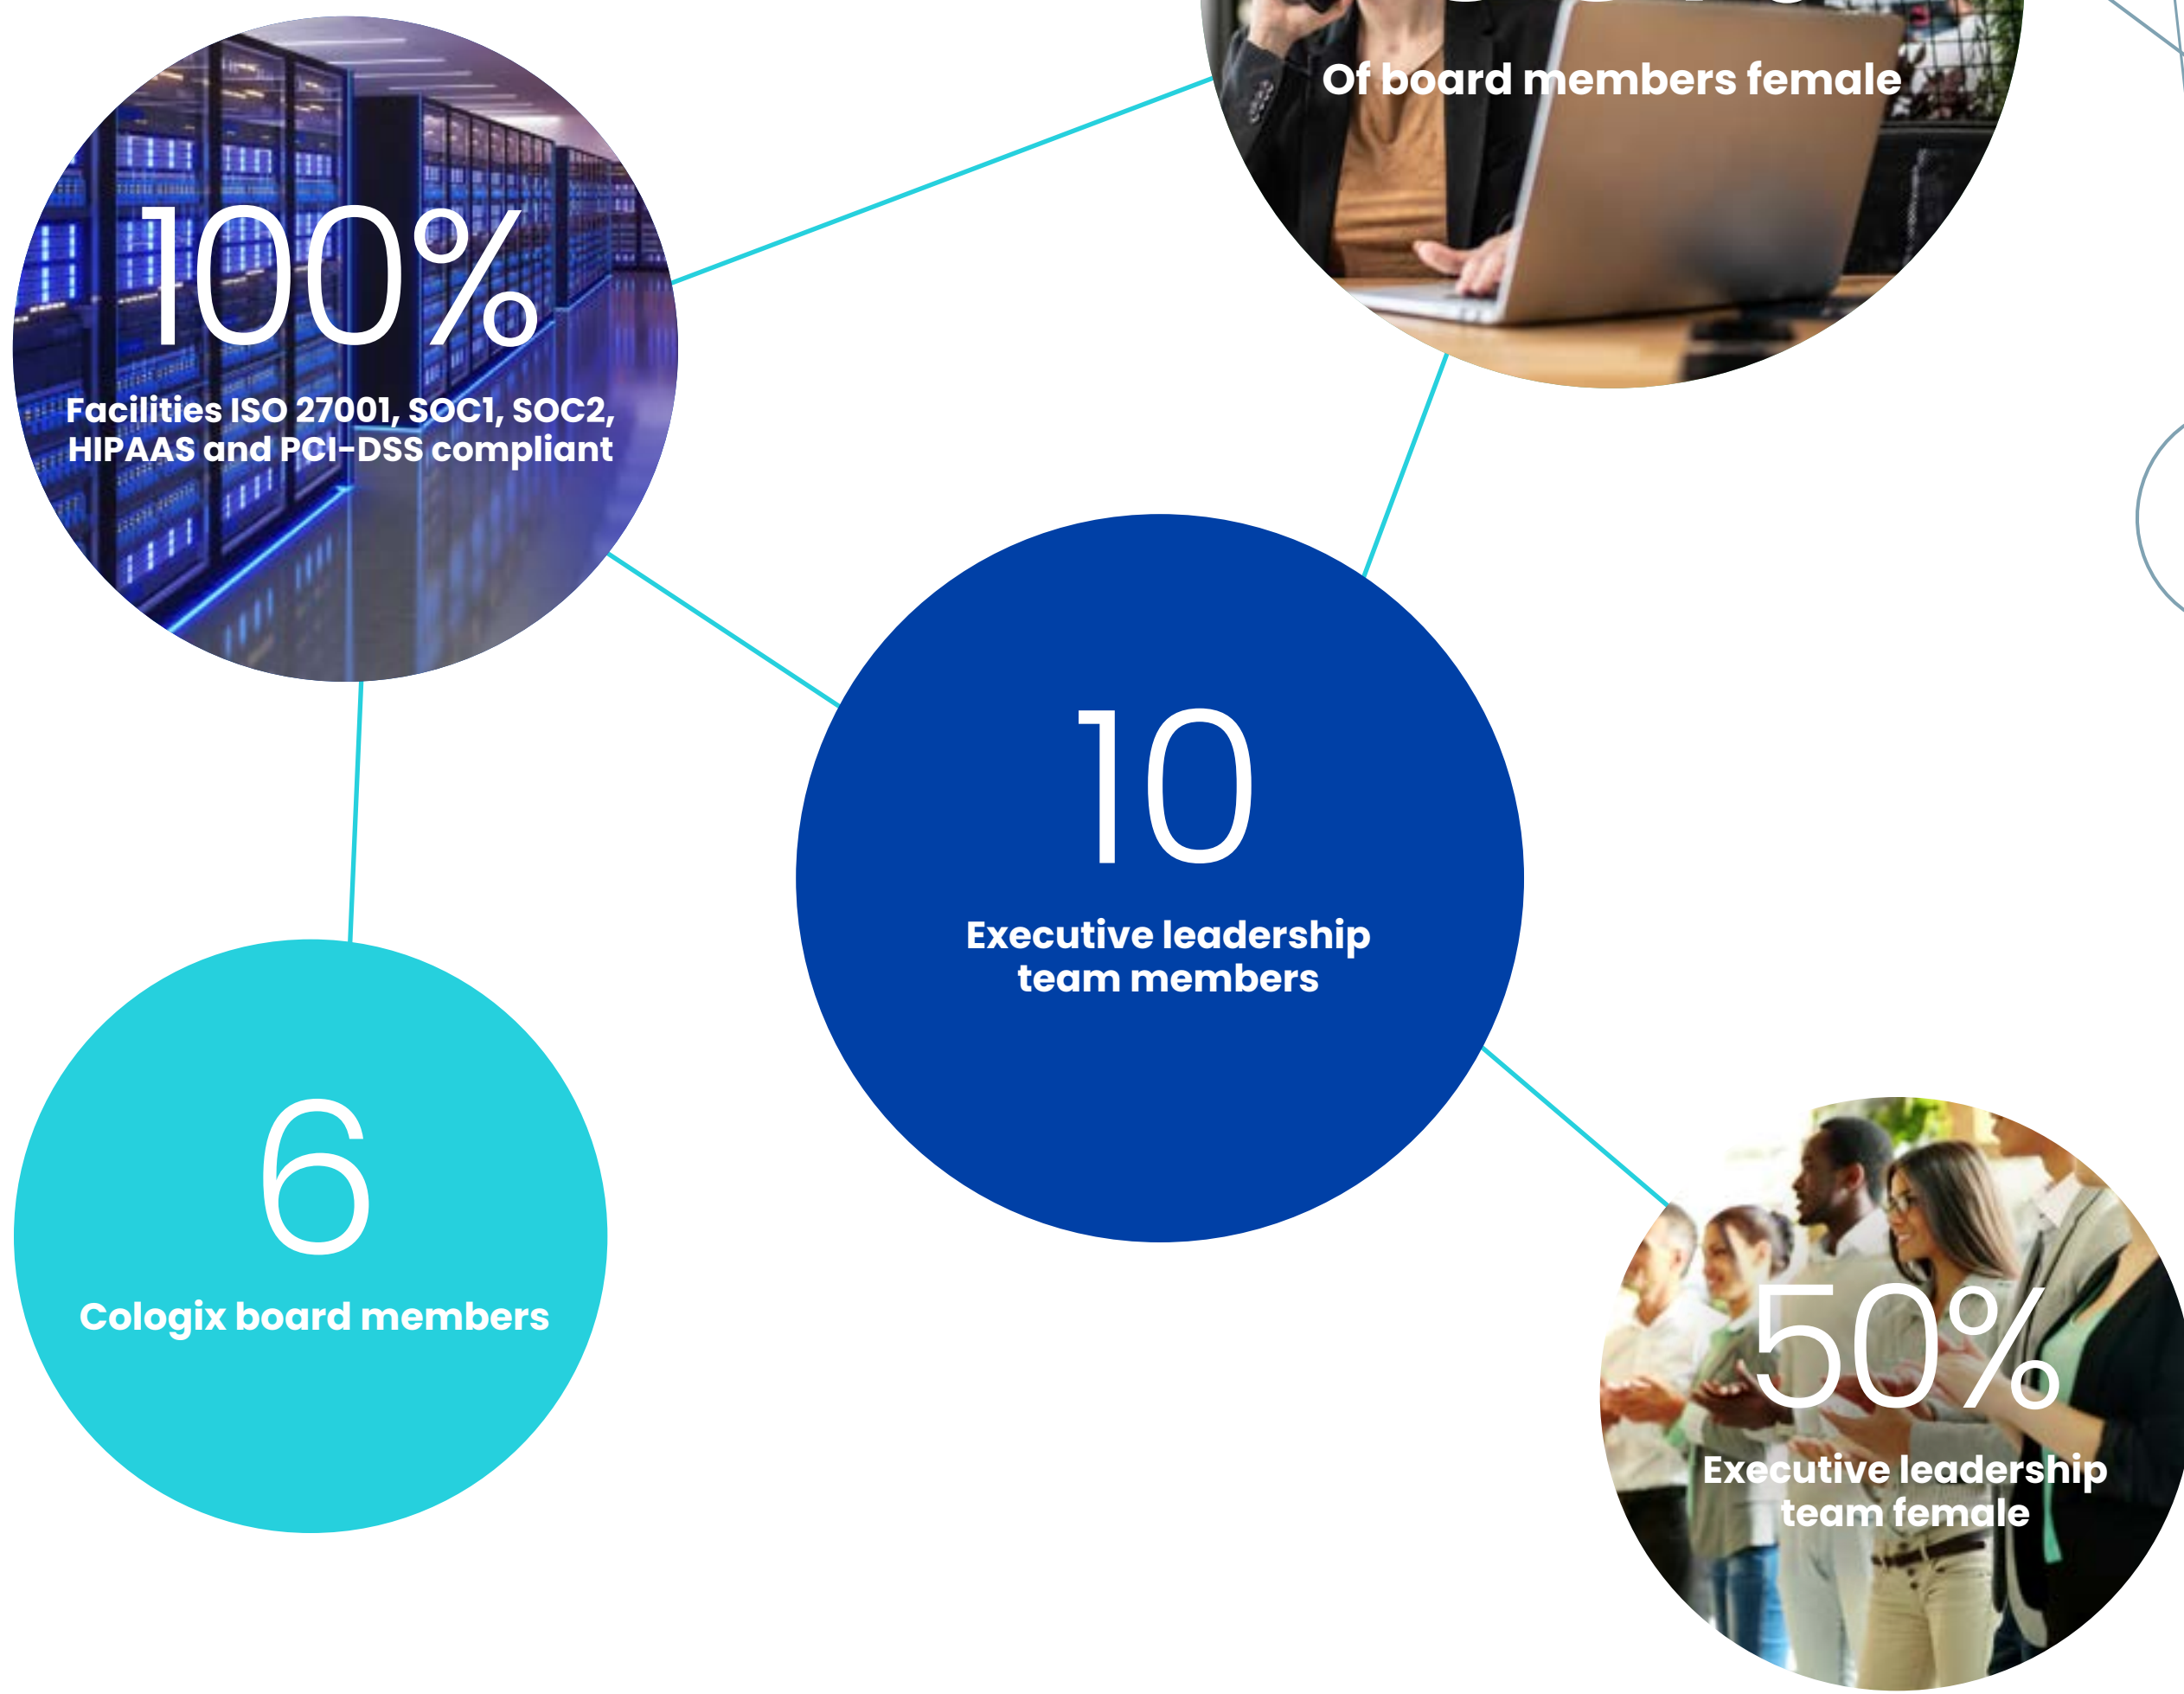 Of board members female
100%
Facilities ISO 27001, SOC1, SOC2,
HIPAAS and PCI-DSS compliant
10
Executive leadership
team members
6
Cologix board members
50%
Executive leadership
team female